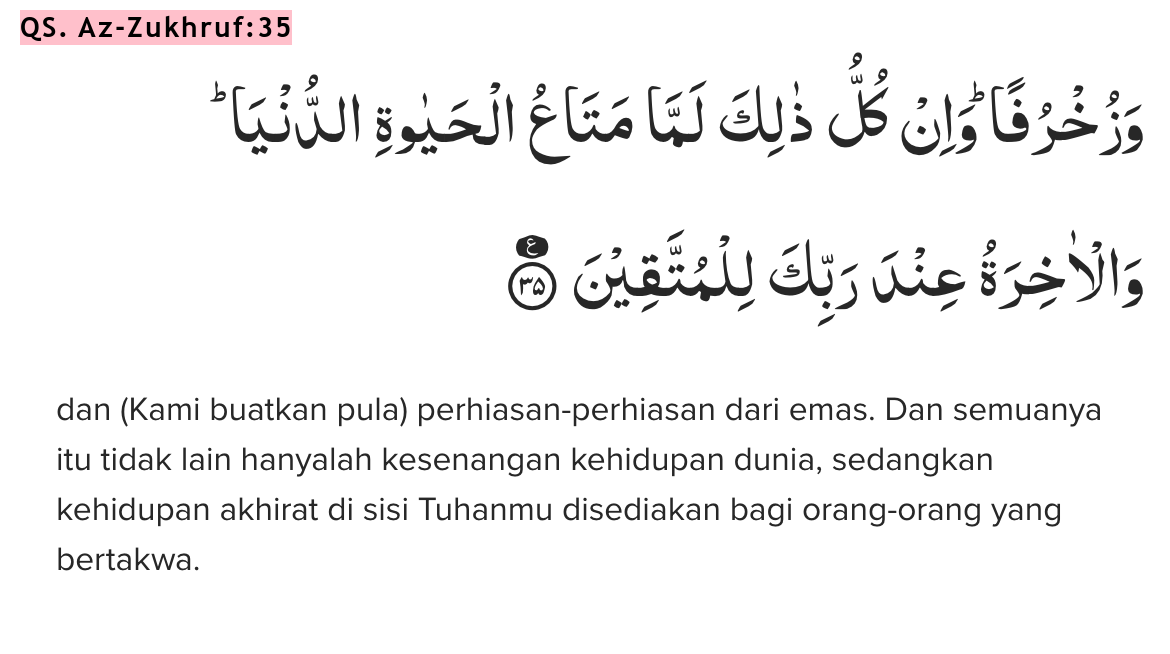 QS. Az-Zukhruf:35
وَزُخْرُفًاۗ وَاِنْ كُلُّ ذٰلِكَ لَمَّا مَتَاعُ الْحَيٰوةِ الدُّنْيَاۗ
وَالْاٰخِرَةُ عِنْدَ رَبِّكَ لِلْمُتَّقِيْنَ ࣖ ۝٣٥
dan (Kami buatkan pula) perhiasan-perhiasan dari emas. Dan semuanya
itu tidak lain hanyalah kesenangan kehidupan dunia, sedangkan
kehidupan akhirat di sisi Tuhanmu disediakan bagi orang-orang yang
bertakwa.